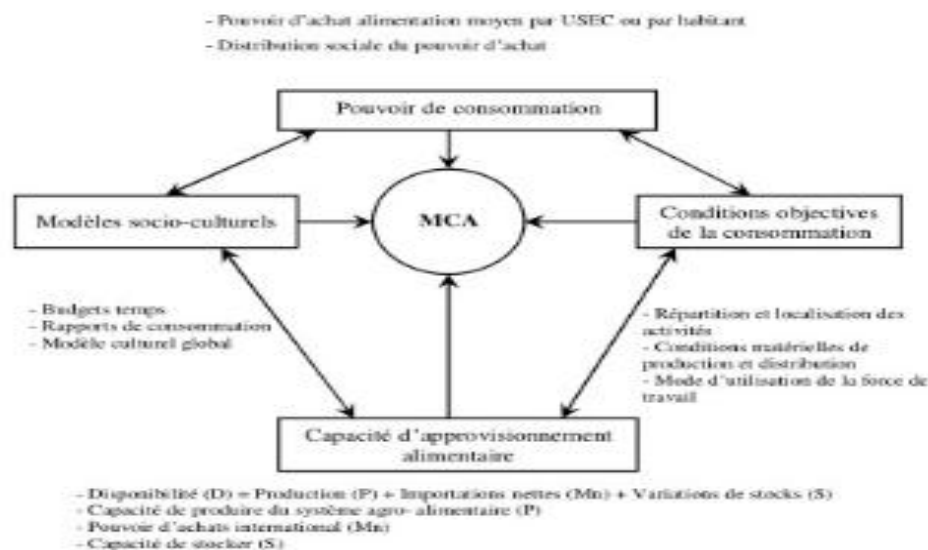 - Pouvoir d'achat alimentation moyen par USEC ou par habitant
- Distribution sociale du pouvoir d'achat
Pouvoir de consommation
Modèles socio-culturels
MCA
Conditions objectives
de la consommation
- Budgets temps
- Rapports de consommation
- Modèle culturel global
- Répartition et localisation des
activités
- Conditions matérielles de
production et distribution
- Mode d'utilisation de la force de
travail
Capacité d'approvisionnement
alimentaire
- Disponibilité (D) = Production (P) + Importations nettes (Mn) + Variations de stocks (S)
- Capacité de produire du système agro- alimentaire (P)
- Pouvoir d'achats international (Mn)
- Capacité de stocker (S)